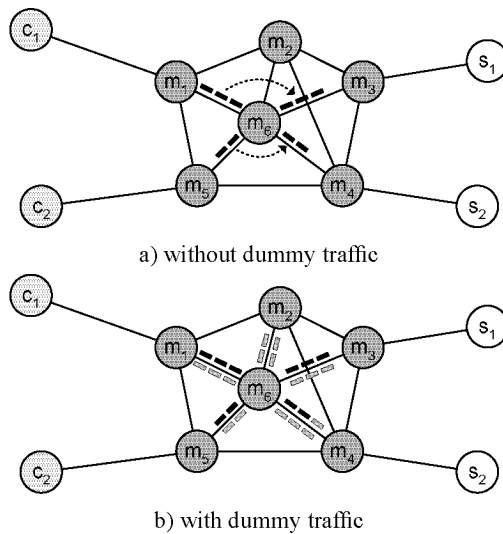 c1
m2
s1
m1
m3
m6
m5
m4
c2
s2
a) without dummy traffic
c1
m2
s1
m1
m3
m6
m5
m4
c2
s2
b) with dummy traffic